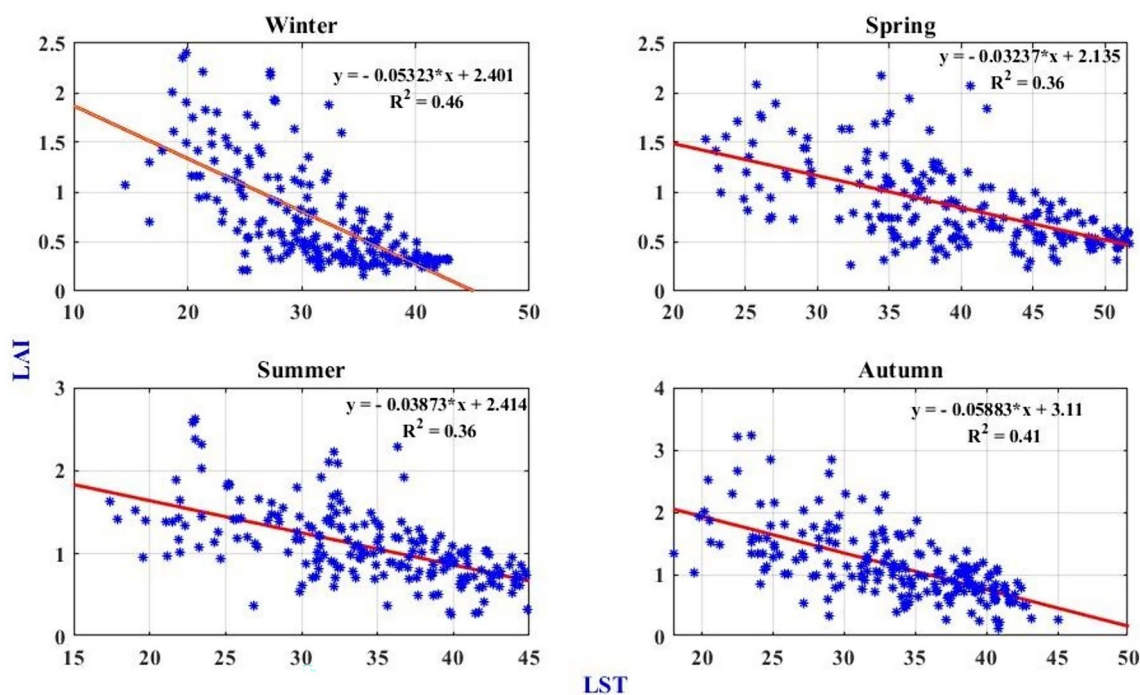 Winter
y = - 0.05323*x + 2.401
R² = 0.46
2.5
2
1.5
1
0.5
0
10 20 30 40 50
Spring
y = - 0.03237*x + 2.135
R² = 0.36
2.5
2
1.5
1
0.5
0
20 25 30 35 40 45 50
LAI
Summer
y = - 0.03873*x + 2.414
R² = 0.36
3
2
1
0
15 20 25 30 35 40 45
Autumn
y = - 0.05883*x + 3.11
R² = 0.41
4
3
2
1
0
20 25 30 35 40 45 50
LST